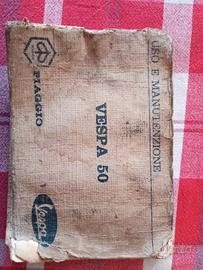 USO E MANUTENZIONE
VESPA 50
PIAGGIO
Vespa